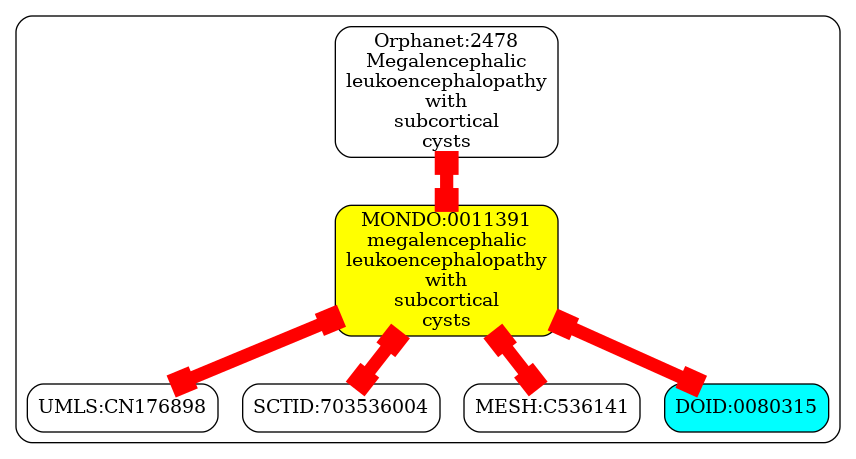 Orphanet:2478
Megalencephalic
leukoencephalopathy
with
subcortical
cysts
MONDO:0011391
megalencephalic
leukoencephalopathy
with
subcortical
cysts
UMLS:CN176898
SCTID:703536004
MESH:C536141
DOID:0080315